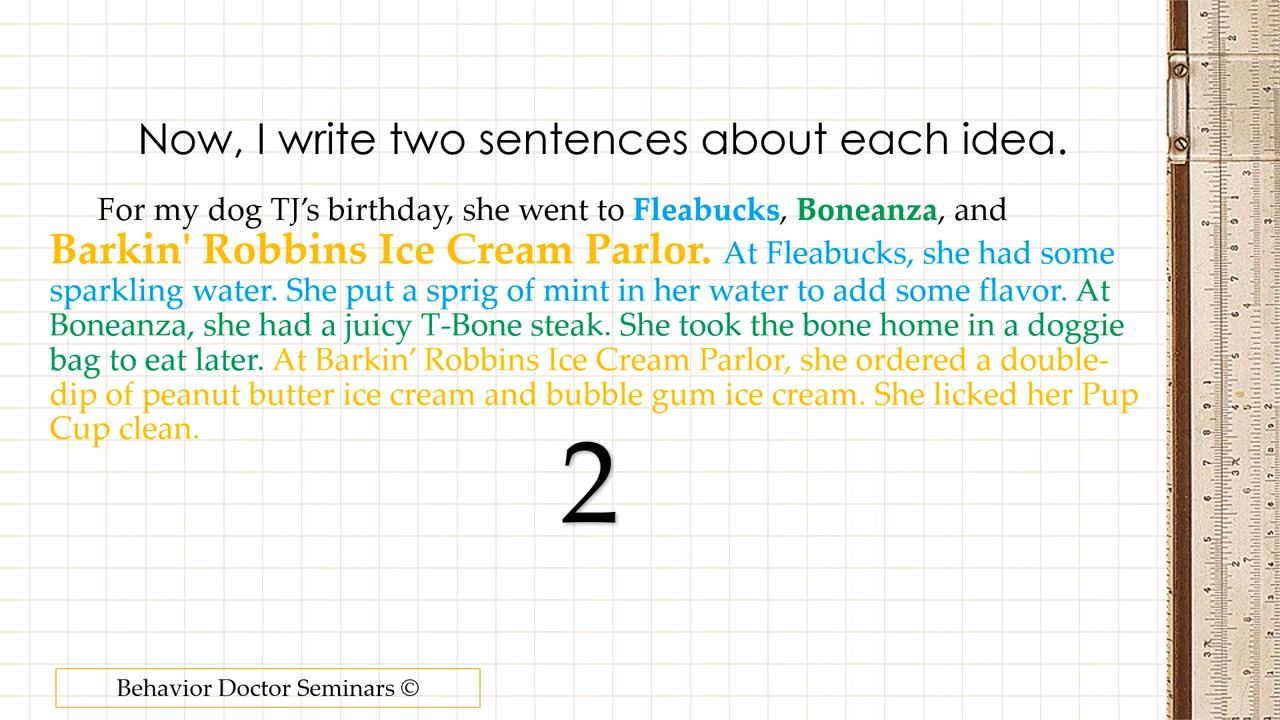 Now, I write two sentences about each idea.
For my dog TJ’s birthday, she went to Fleabucks, Boneanza, and
Barkin' Robbins Ice Cream Parlor. At Fleabucks, she had some
sparkling water. She put a sprig of mint in her water to add some flavor. At
Boneanza, she had a juicy T-Bone steak. She took the bone home in a doggie
bag to eat later. At Barkin’ Robbins Ice Cream Parlor, she ordered a double-
dip of peanut butter ice cream and bubble gum ice cream. She licked her Pup
Cup clean.
2
Behavior Doctor Seminars ©